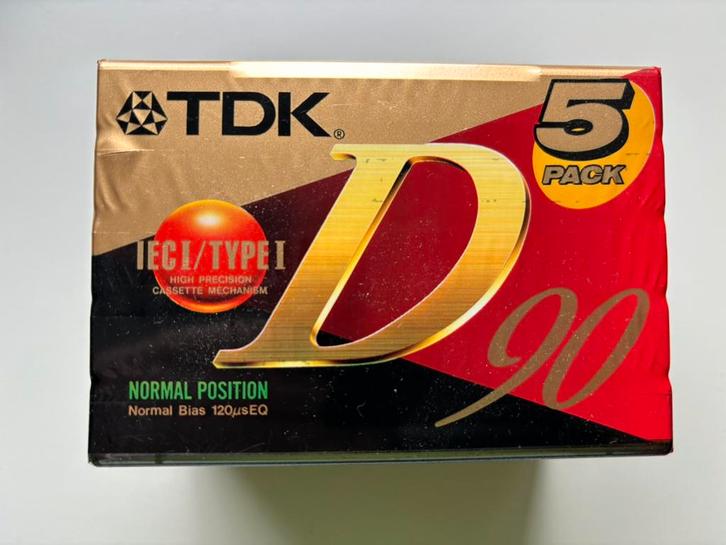 TDK®
5
PACK
D
IEC I/TYPE I
HIGH PRECISION
CASSETTE MECHANISM
90
NORMAL POSITION
Normal Bias 120µsEQ